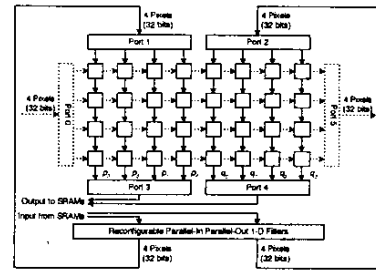 4 Pixels
(32 bits)
4 Pixels
(32 bits)
Port 1
Port 2
4 Pixels
(32 bits)
Port 5
4 Pixels
(32 bits)
Port 3
Port 4
Output to SRAMs
Input from SRAMs
Reconfigurable Parallel-In Parallel-Out 1-D Filters
4 Pixels
(32 bits)
4 Pixels
(32 bits)